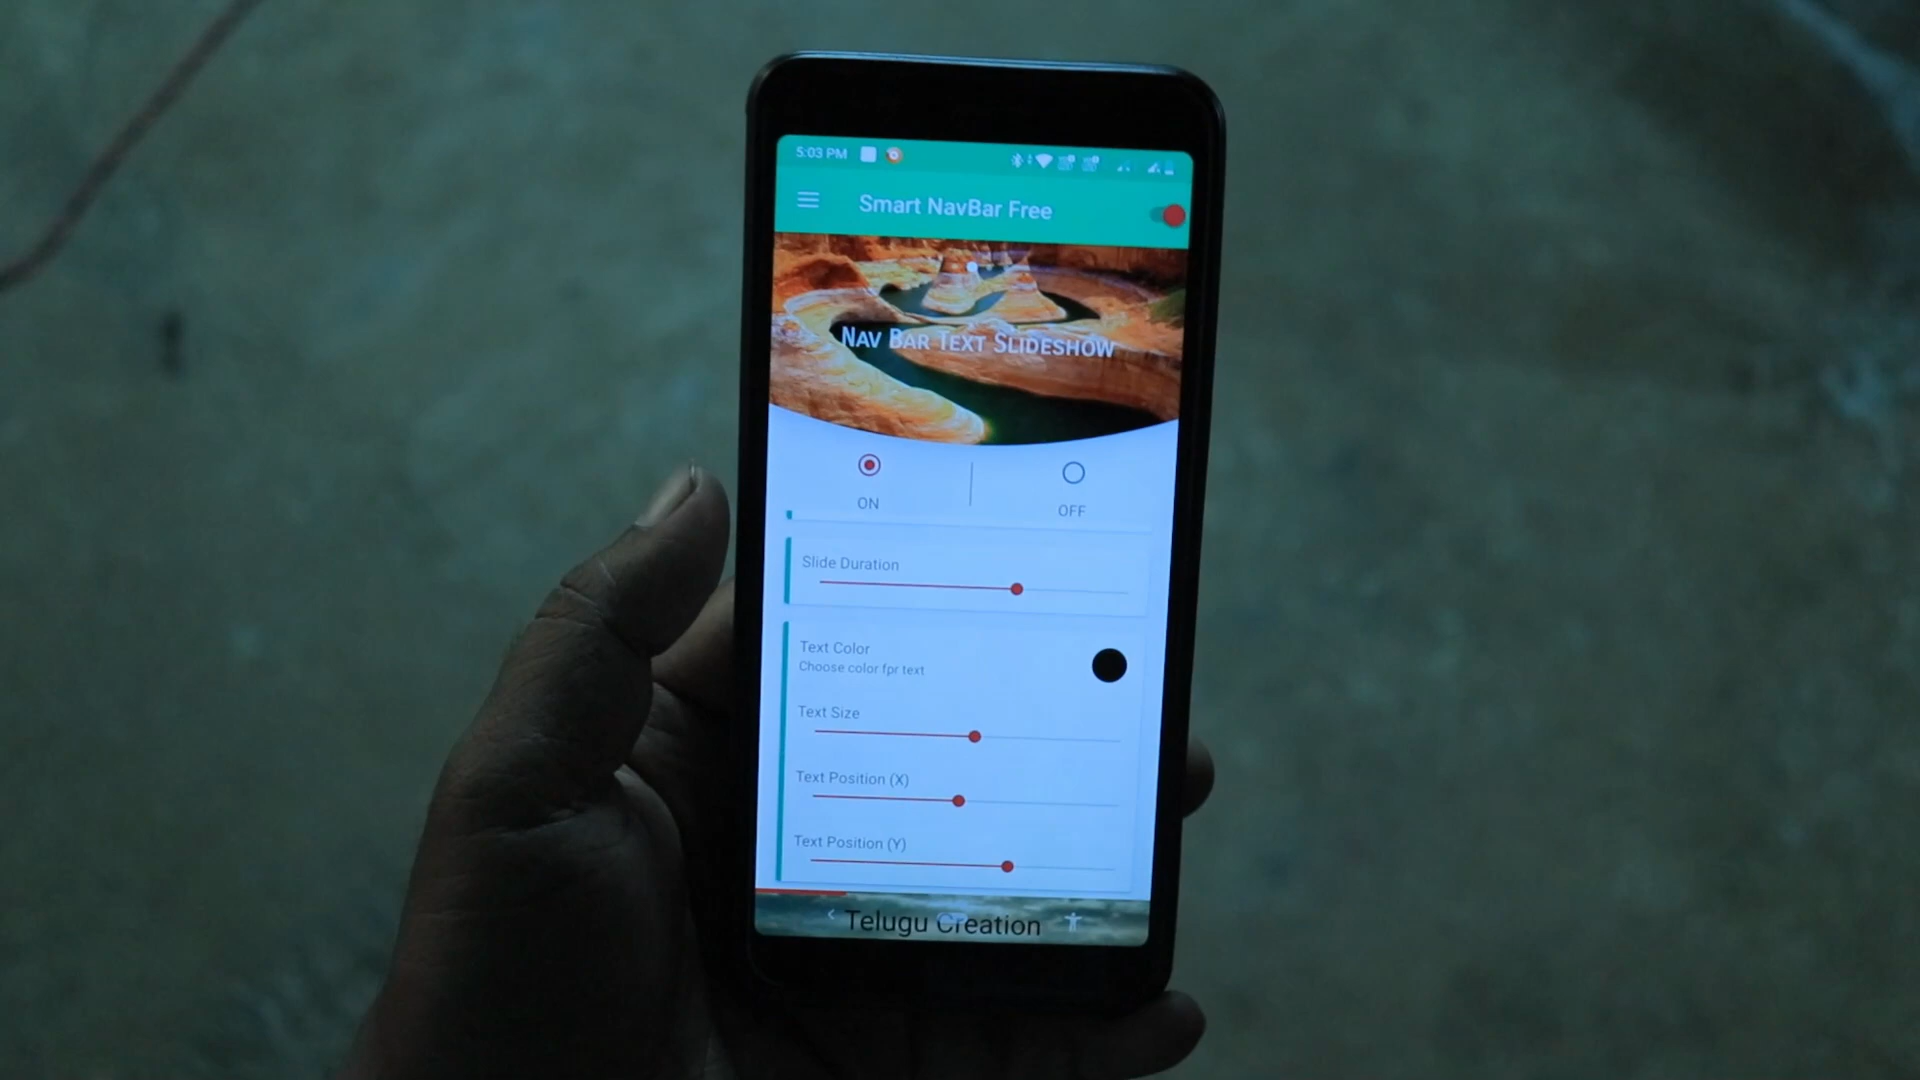 5:03 PM
Smart NavBar Free
Nav Bar Text Slideshow
ON
OFF
Slide Duration
Text Color
Choose color fpr text
Text Size
Text Position (X)
Text Position (Y)
Telugu Creation